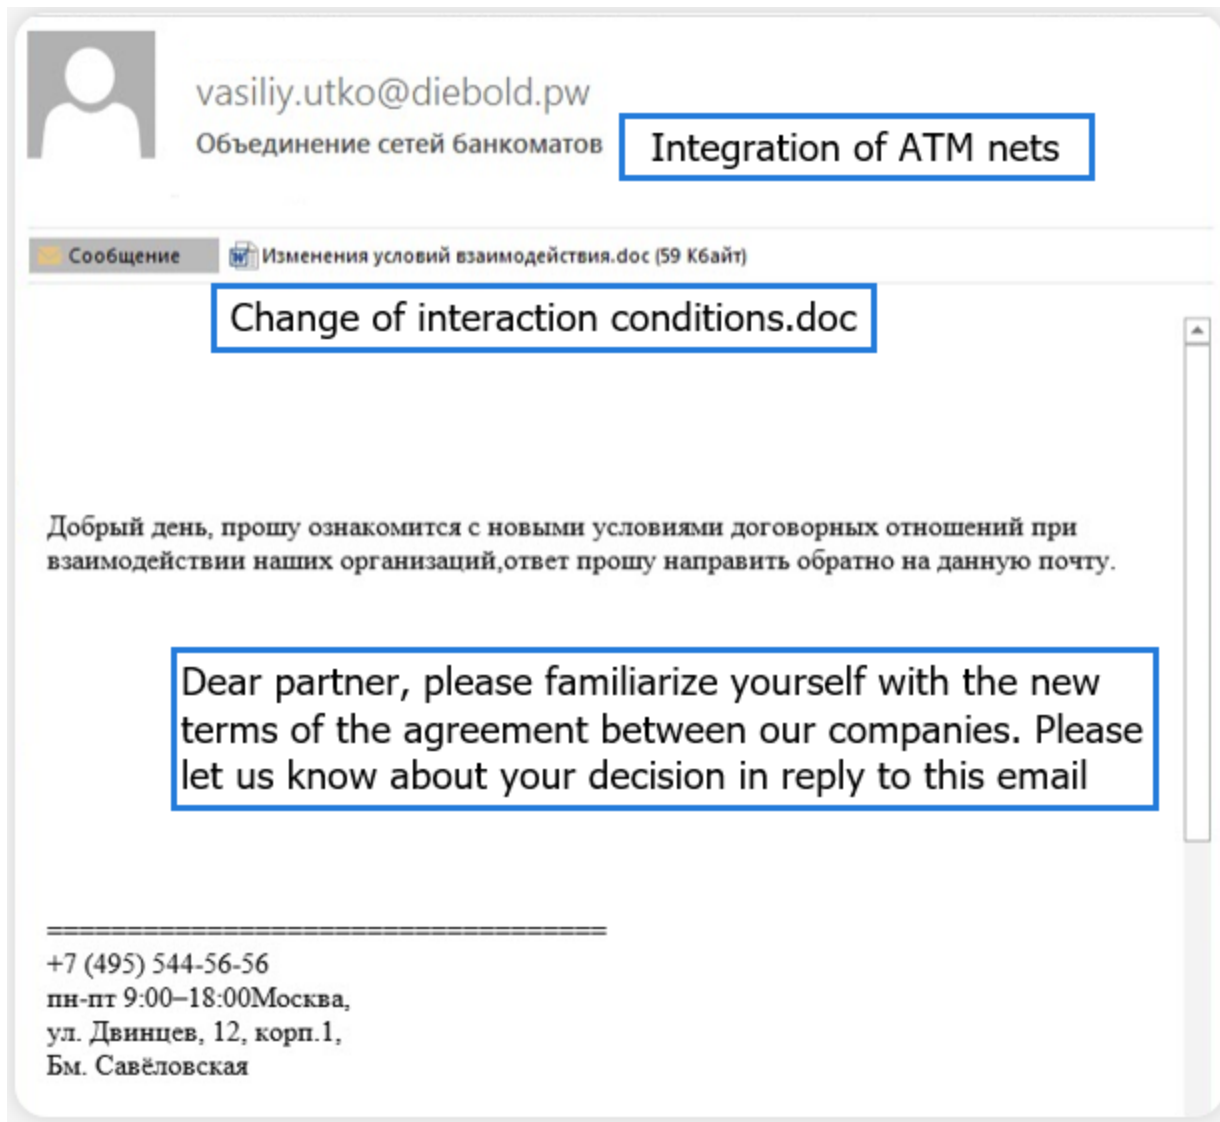 vasiliy.utko@diebold.pw
Объединение сетей банкоматов
Integration of ATM nets
Сообщение
Изменения условий взаимодействия.doc (59 Кбайт)
Change of interaction conditions.doc
Добрый день, прошу ознакомится с новыми условиями договорных отношений при
взаимодействии наших организаций,ответ прошу направить обратно на данную почту.
Dear partner, please familiarize yourself with the new
terms of the agreement between our companies. Please
let us know about your decision in reply to this email
===================================
+7 (495) 544-56-56
пн-пт 9:00–18:00Москва,
ул. Двинцев, 12, корп.1,
Бм. Савёловская